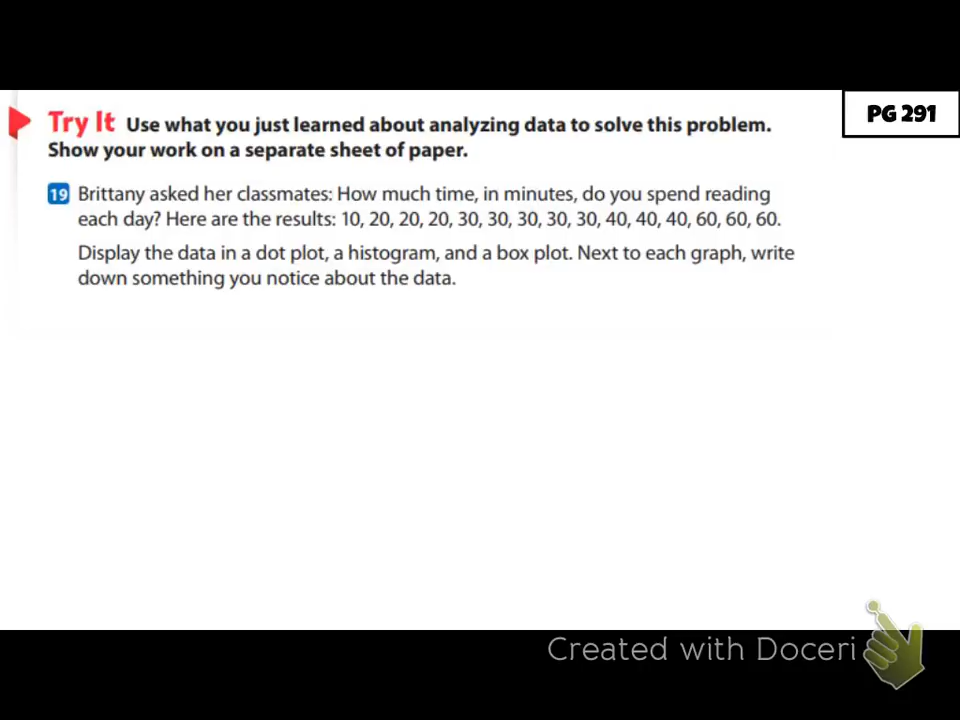 PG 291
Try It Use what you just learned about analyzing data to solve this problem.
Show your work on a separate sheet of paper.
19 Brittany asked her classmates: How much time, in minutes, do you spend reading
each day? Here are the results: 10, 20, 20, 20, 30, 30, 30, 30, 30, 40, 40, 40, 60, 60, 60.
Display the data in a dot plot, a histogram, and a box plot. Next to each graph, write
down something you notice about the data.
Created with Doceri